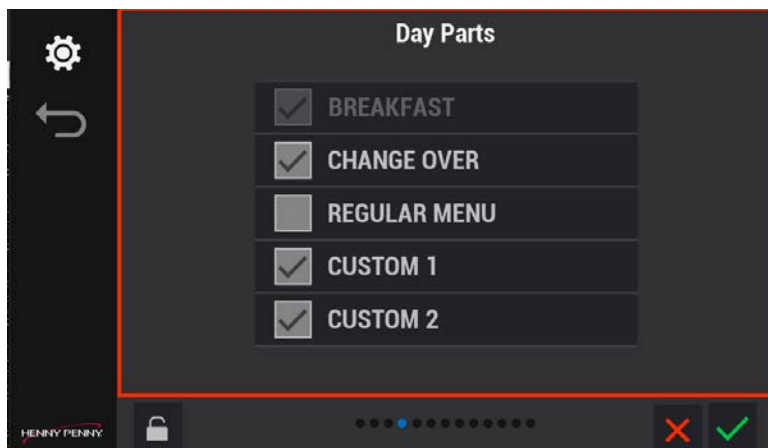 Day Parts
BREAKFAST
CHANGE OVER
REGULAR MENU
CUSTOM 1
CUSTOM 2
HENNY PENNY